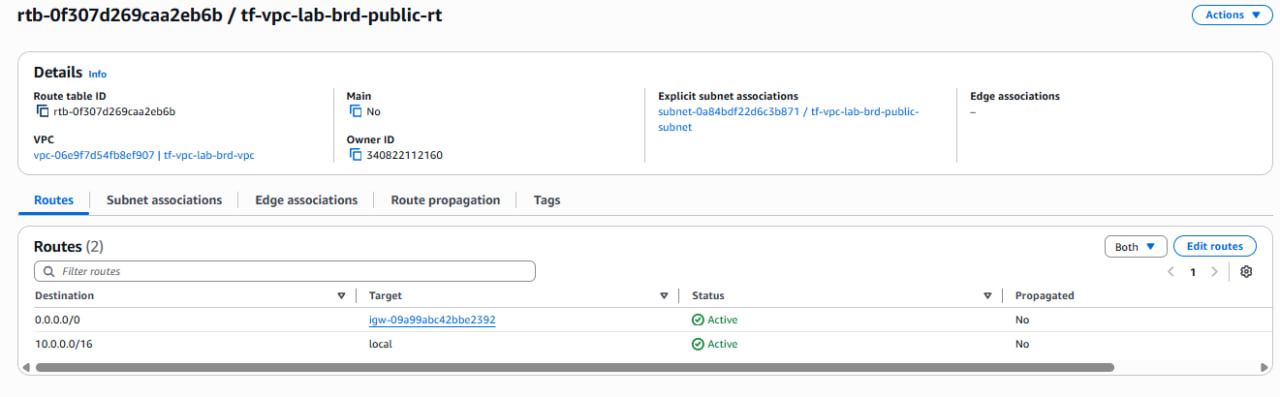 rtb-0f307d269caa2eb6b / tf-vpc-lab-brd-public-rt
Actions
Details Info
Route table ID
rtb-0f307d269caa2eb6b
Main
No
Explicit subnet associations
subnet-0a84bdf22d6c3b871 / tf-vpc-lab-brd-public-
subnet
Edge associations
–
VPC
vpc-06e9f7d54fb8ef907 | tf-vpc-lab-brd-vpc
Owner ID
340822112160
Routes
Subnet associations
Edge associations
Route propagation
Tags
Routes (2)
Both
Edit routes
Filter routes
1
Destination Target Status Propagated
0.0.0.0/0 igw-09a99abc42bbe2392 Active No
10.0.0.0/16 local Active No